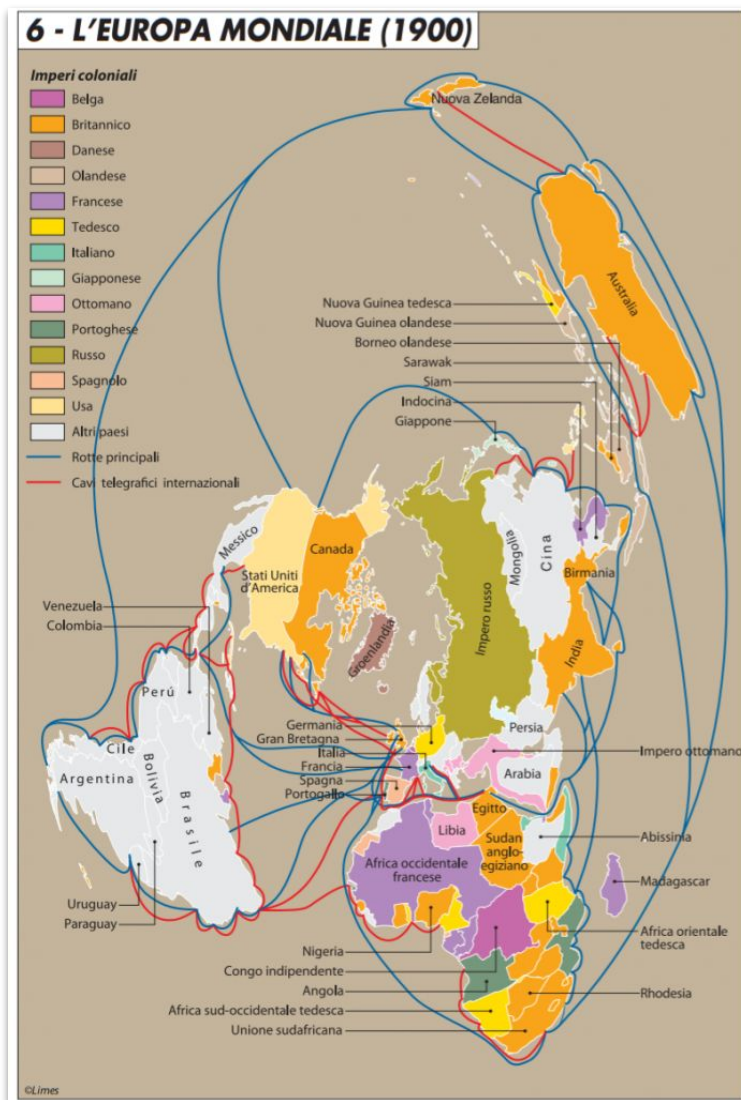 6 - L'EUROPA MONDIALE (1900)
Imperi coloniali
Belga
Britannico
Danese
Olandese
Francese
Tedesco
Italiano
Giapponese
Ottomano
Portoghese
Russo
Spagnolo
Usa
Altri paesi
Rotte principali
Cavi telegrafici internazionali
Nuova Zelanda
Australia
Nuova Guinea tedesca
Nuova Guinea olandese
Borneo olandese
Sarawak
Siam
Indocina
Giappone
Messico
Stati Uniti
d'America
Canada
Groenlandia
Impero russo
Mongolia
Cina
Birmania
India
Venezuela
Colombia
Perú
Cile
Argentina
Bolivia
Brasile
Uruguay
Paraguay
Germania
Gran Bretagna
Italia
Francia
Spagna
Portogallo
Persia
Impero ottomano
Arabia
Egitto
Libia
Sudan
anglo-
egiziano
Africa occidentale
francese
Abissinia
Madagascar
Africa orientale
tedesca
Nigeria
Congo indipendente
Angola
Africa sud-occidentale tedesca
Unione sudafricana
Rhodesia
©Limes